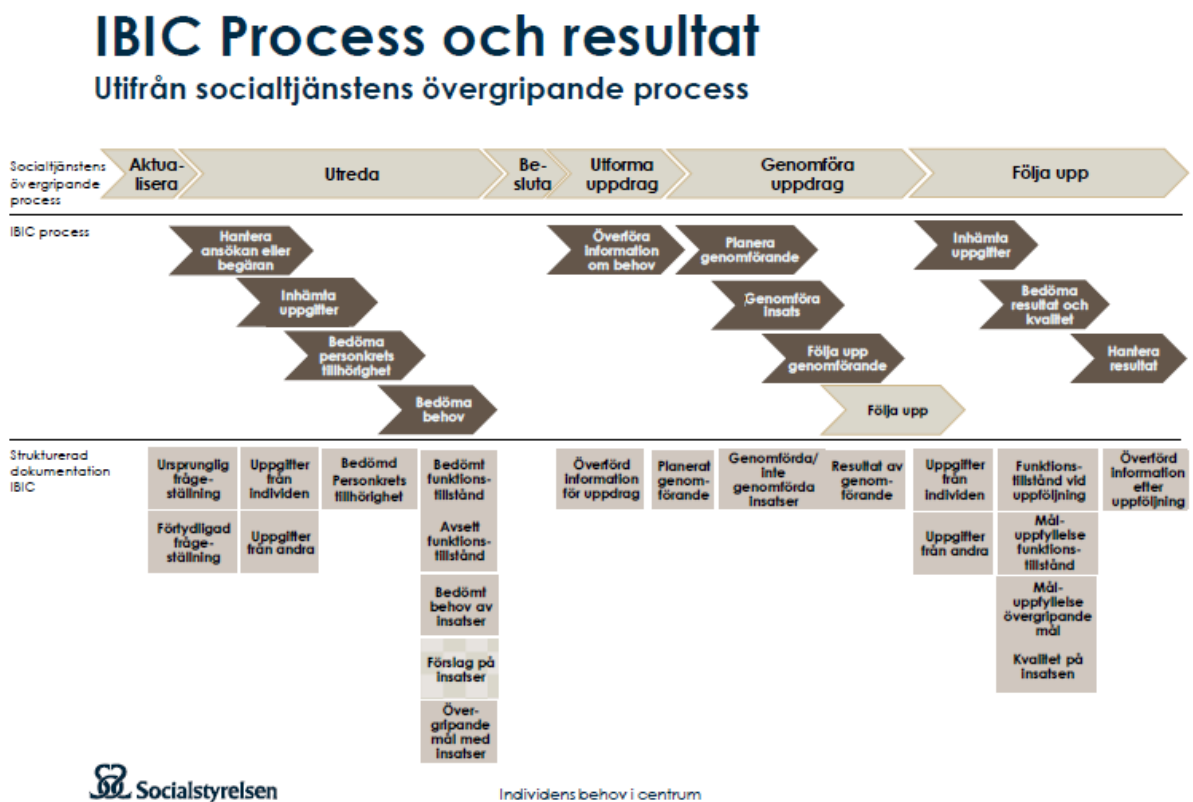 IBIC Process och resultat
Utifrån socialtjänstens övergripande process
Socialtjänstens
övergripande
process
Aktua-
lisera
Utreda
Be-
sluta
Utforma
uppdrag
Genomföra
uppdrag
Följa upp
IBIC process
Hantera
ansökan eller
begäran
Inhämta
uppgifter
Bedöma
personkrets
tillhörighet
Bedöma
behov
Överföra
information
om behov
Planera
genomförande
Genomföra
insats
Följa upp
genomförande
Följa upp
Inhämta
uppgifter
Bedöma
resultat och
kvalitet
Hantera
resultat
Strukturerad
dokumentation
IBIC
Ursprunglig
fråge-
ställning
Förtydligad
fråge-
ställning
Uppgifter
från
individen
Uppgifter
från andra
Bedömd
Personkrets
tillhörighet
Bedömt
funktions-
tillstånd
Avsett
funktions-
tillstånd
Bedömt
behov av
insatser
Förslag på
insatser
Över-
gripande
mål med
insatser
Överförd
information
för uppdrag
Planerat
genom-
förande
Genomförda/
inte
genomförda
insatser
Resultat av
genom-
förande
Uppgifter
från
individen
Uppgifter
från andra
Funktions-
tillstånd vid
uppföljning
Mål-
uppfyllelse
funktions-
tillstånd
Mål-
uppfyllelse
övergripande
mål
Kvalitet på
insatsen
Överförd
information
efter
uppföljning
Socialstyrelsen
Individens behov i centrum